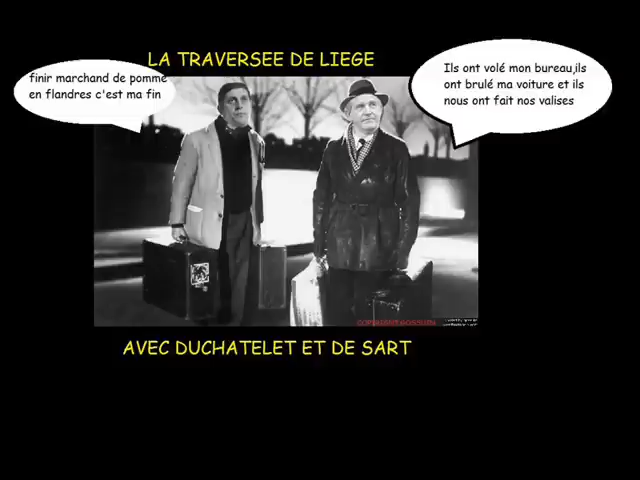 LA TRAVERSEE DE LIEGE
finir marchand de pomme
en flandres c'est ma fin
Ils ont volé mon bureau,ils
ont brulé ma voiture et ils
nous ont fait nos valises
AVEC DUCHATELET ET DE SART